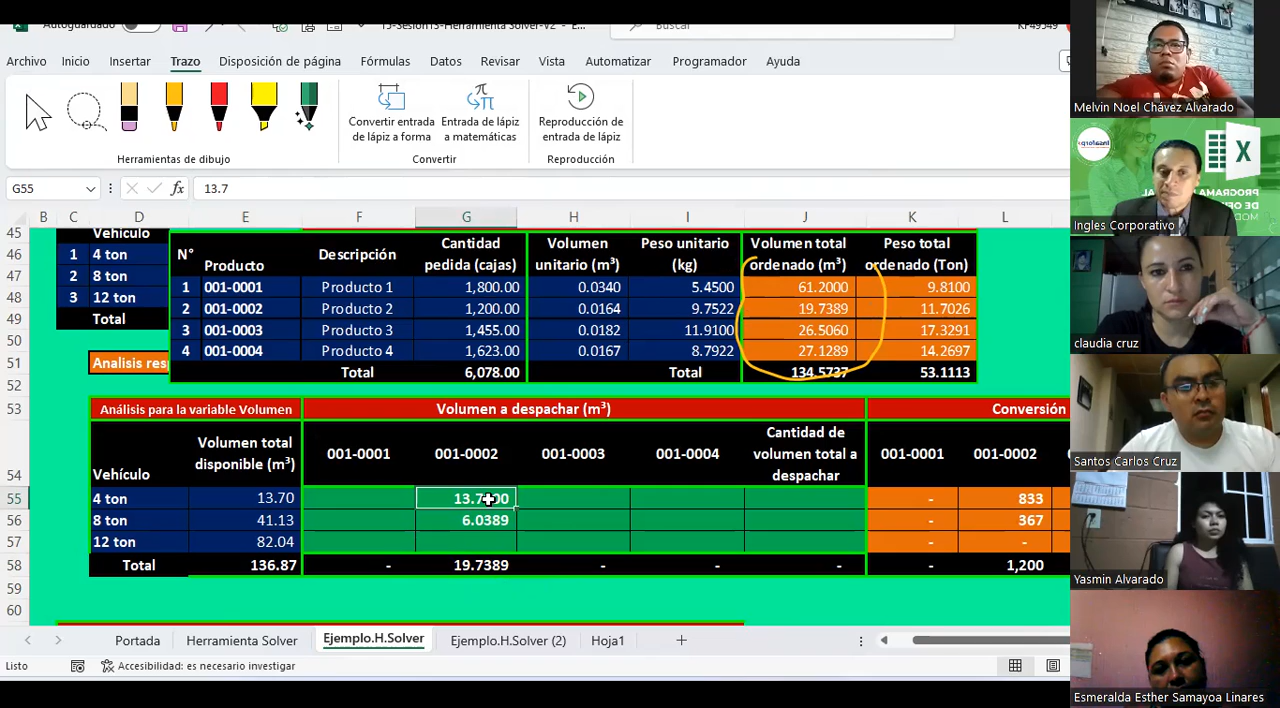 Autoguardado
Buscar
KF49549
Archivo Inicio Insertar Trazo Disposición de página Fórmulas Datos Revisar Vista Automatizar Programador Ayuda
Convertir entrada de lápiz a forma
Entrada de lápiz a matemáticas
Reproducción de entrada de lápiz
Herramientas de dibujo Convertir Reproducción
G55 fx 13.7
B C D E F G H I J K L
45 Vehículo
46 1 4 ton
47 2 8 ton
48 3 12 ton
49 Total
50
51 Analisis res
N° Producto Descripción Cantidad pedida (cajas) Volumen unitario (m³) Peso unitario (kg) Volumen total ordenado (m³) Peso total ordenado (Ton)
1 001-0001 Producto 1 1,800.00 0.0340 5.4500 61.2000 9.8100
2 001-0002 Producto 2 1,200.00 0.0164 9.7522 19.7389 11.7026
3 001-0003 Producto 3 1,455.00 0.0182 11.9100 26.5060 17.3291
4 001-0004 Producto 4 1,623.00 0.0167 8.7922 27.1289 14.2697
Total 6,078.00 Total 134.5737 53.1113
52
53 Análisis para la variable Volumen Volumen a despachar (m³) Conversión
54 Vehículo Volumen total disponible (m³) 001-0001 001-0002 001-0003 001-0004 Cantidad de volumen total a despachar 001-0001 001-0002
55 4 ton 13.70 - 833
56 8 ton 41.13 6.0389 - 367
57 12 ton 82.04 - -
58 Total 136.87 - 19.7389 - - - - 1,200
59
60
Portada Herramienta Solver Ejemplo.H.Solver Ejemplo.H.Solver (2) Hoja1
Listo Accesibilidad: es necesario investigar
Melvin Noel Chávez Alvarado
Insaforp
PROGRAMA
DE OFI
MOD
Ingles Corporativo
claudia cruz
Santos Carlos Cruz
Yasmin Alvarado
Esmeralda Esther Samayoa Linares